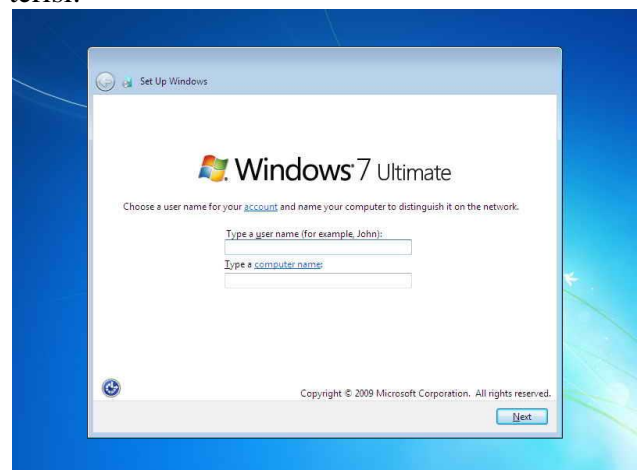 terisi.
Set Up Windows
Windows 7 Ultimate
Choose a user name for your account and name your computer to distinguish it on the network.
Type a user name (for example, John):
Type a computer name:
Copyright © 2009 Microsoft Corporation. All rights reserved.
Next